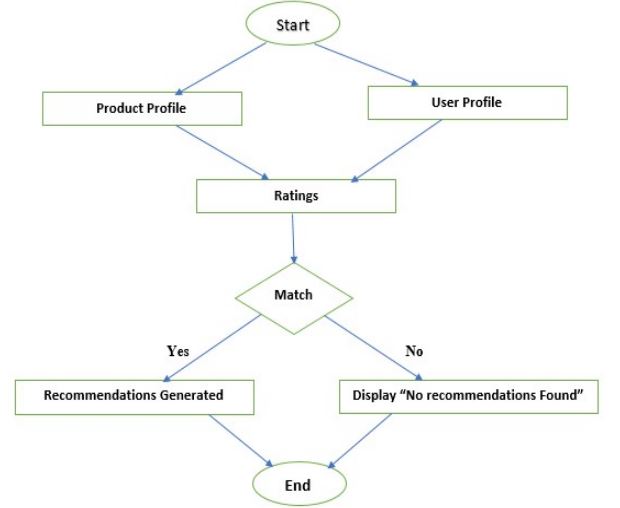 Start
Product Profile
User Profile
Ratings
Match
Yes
No
Recommendations Generated
Display “No recommendations Found”
End